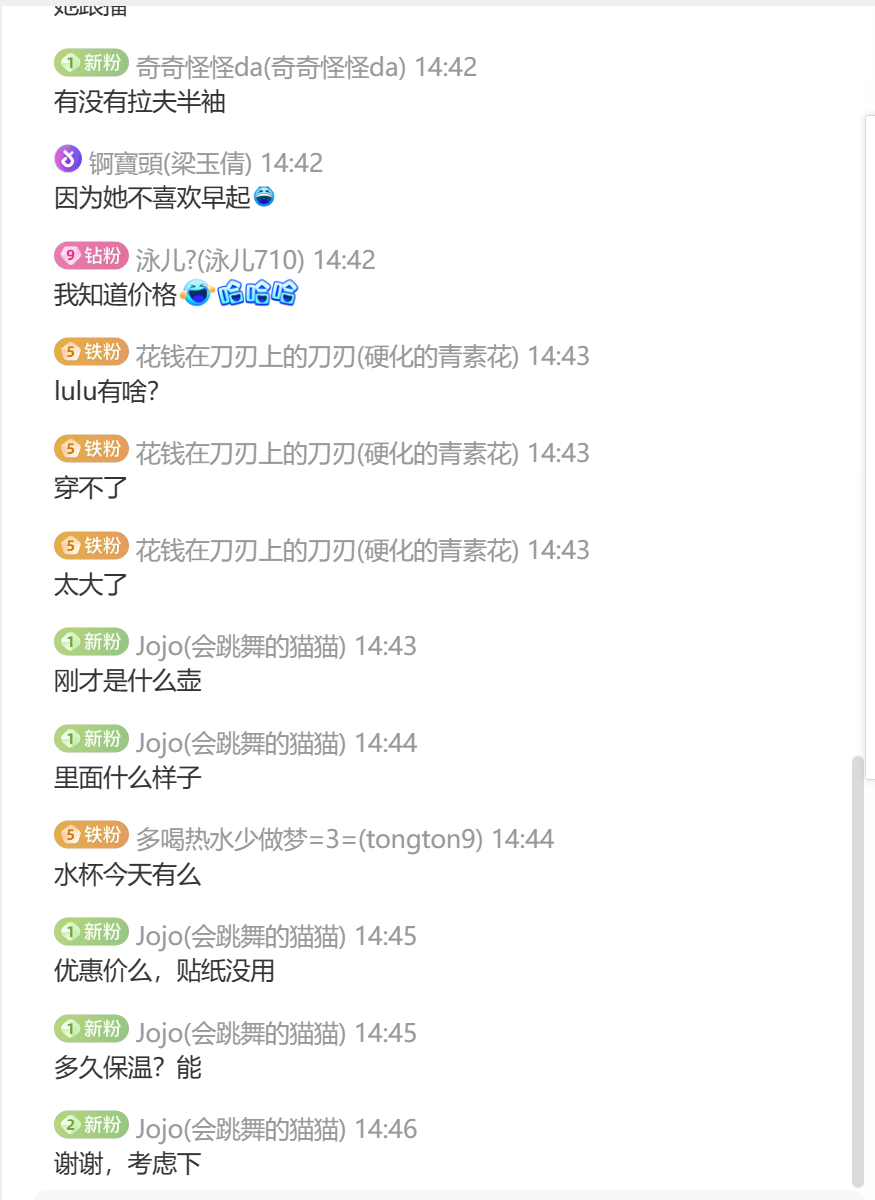 她跟播
1 新粉 奇奇怪怪da(奇奇怪怪da) 14:42
有没有拉夫半袖
锕寶頭(梁玉倩) 14:42
因为她不喜欢早起
9 钻粉 泳儿?(泳儿710) 14:42
我知道价格 哈哈哈
5 铁粉 花钱在刀刃上的刀刃(硬化的青素花) 14:43
lulu有啥?
5 铁粉 花钱在刀刃上的刀刃(硬化的青素花) 14:43
穿不了
5 铁粉 花钱在刀刃上的刀刃(硬化的青素花) 14:43
太大了
1 新粉 Jojo(会跳舞的猫猫) 14:43
刚才是什么壶
1 新粉 Jojo(会跳舞的猫猫) 14:44
里面什么样子
5 铁粉 多喝热水少做梦=3=(tongton9) 14:44
水杯今天有么
1 新粉 Jojo(会跳舞的猫猫) 14:45
优惠价么，贴纸没用
1 新粉 Jojo(会跳舞的猫猫) 14:45
多久保温？能
2 新粉 Jojo(会跳舞的猫猫) 14:46
谢谢，考虑下